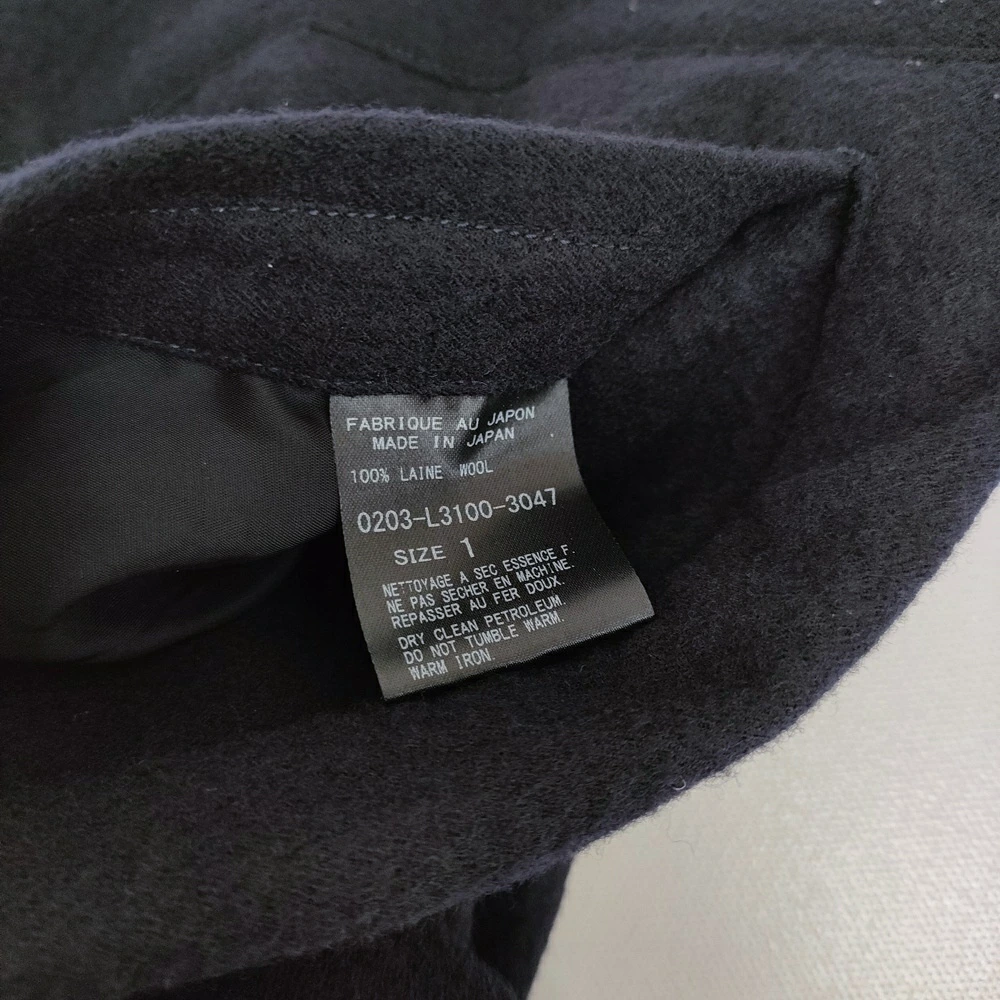 FABRIQUE AU JAPON
MADE IN JAPAN
100% LAINE WOOL
0203-L3100-3047
SIZE 1
NETTOYAGE A SEC ESSENCE F.
NE PAS SECHER EN MACHINE.
REPASSER AU FER DOUX.
DRY CLEAN PETROLEUM.
DO NOT TUMBLE WARM.
WARM IRON.